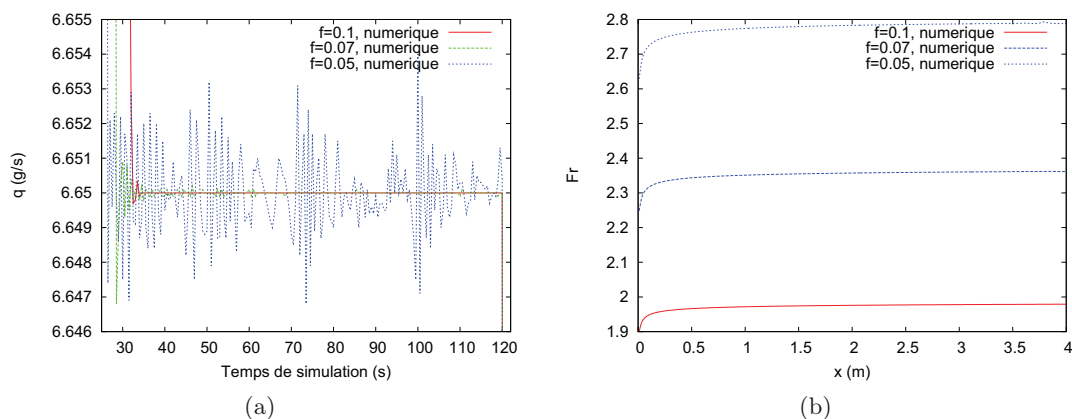 6.655
6.654
6.653
6.652
6.651
6.65
6.649
6.648
6.647
6.646
q (g/s)
f=0.1, numerique
f=0.07, numerique
f=0.05, numerique
30 40 50 60 70 80 90 100 110 120
Temps de simulation (s)
(a)
2.8
2.7
2.6
2.5
2.4
2.3
2.2
2.1
2
1.9
Fr
f=0.1, numerique
f=0.07, numerique
f=0.05, numerique
0 0.5 1 1.5 2 2.5 3 3.5 4
x (m)
(b)